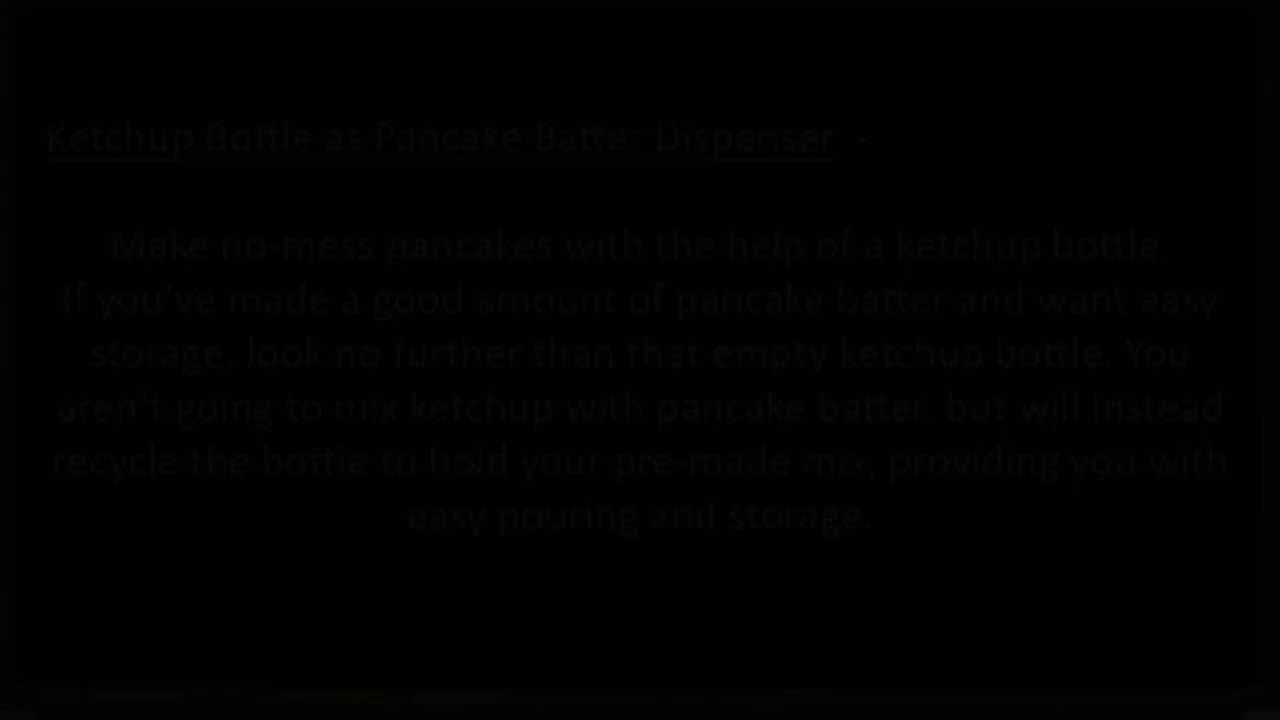 Ketchup Bottle as Pancake Batter Dispenser -
Make no-mess pancakes with the help of a ketchup bottle.
If you've made a good amount of pancake batter and want easy
storage, look no further than that empty ketchup bottle. You
aren't going to mix ketchup with pancake batter, but will instead
recycle the bottle to hold your pre-made mix, providing you with
easy pouring and storage.